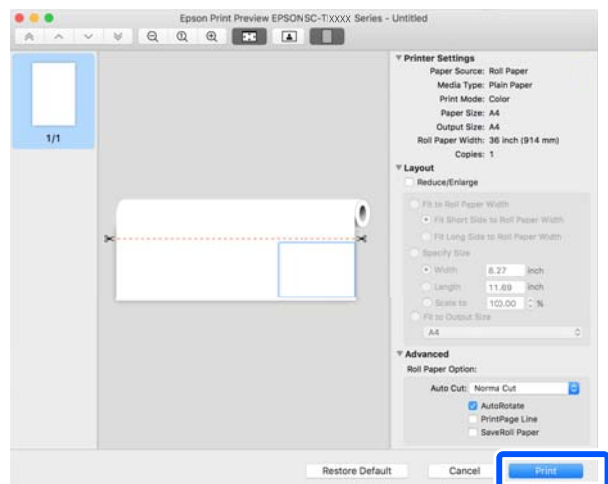 Epson Print Preview EPSONSC-TXXXX Series - Untitled
1/1
Printer Settings
Paper Source: Roll Paper
Media Type: Plain Paper
Print Mode: Color
Paper Size: A4
Output Size: A4
Roll Paper Width: 36 inch (914 mm)
Copies: 1
Layout
Reduce/Enlarge
Fit to Roll Paper Width
Fit Short Side to Roll Paper Width
Fit Long Side to Roll Paper Width
Specify Size
Width 8.27 inch
Length 11.69 inch
Scale to 100.00 %
Fit to Output Size
A4
Advanced
Roll Paper Option:
Auto Cut: Norma Cut
AutoRotate
PrintPage Line
SaveRoll Paper
Restore Default Cancel Print